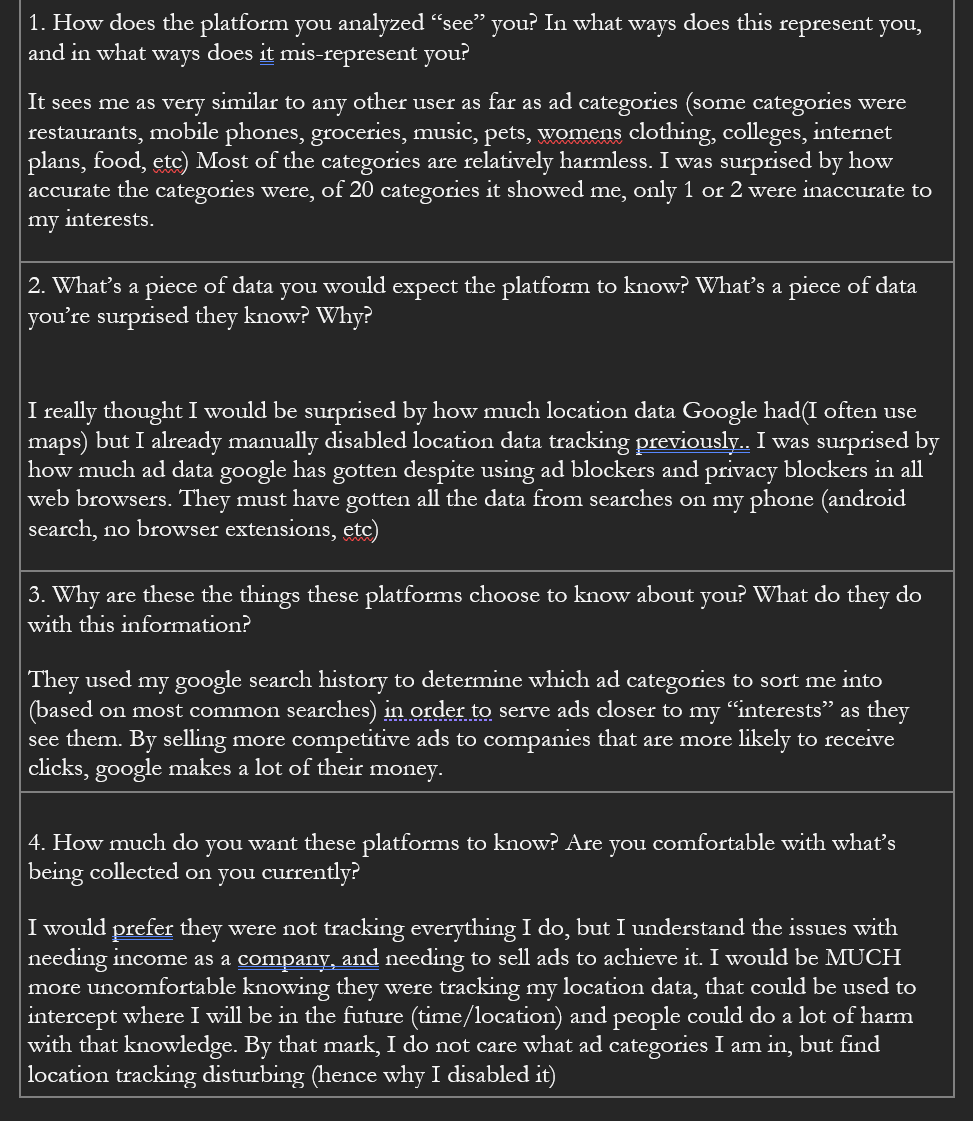 1. How does the platform you analyzed “see” you? In what ways does this represent you,
and in what ways does it mis-represent you?
It sees me as very similar to any other user as far as ad categories (some categories were
restaurants, mobile phones, groceries, music, pets, womens clothing, colleges, internet
plans, food, etc) Most of the categories are relatively harmless. I was surprised by how
accurate the categories were, of 20 categories it showed me, only 1 or 2 were inaccurate to
my interests.
2. What’s a piece of data you would expect the platform to know? What’s a piece of data
you’re surprised they know? Why?
I really thought I would be surprised by how much location data Google had(I often use
maps) but I already manually disabled location data tracking previously.. I was surprised by
how much ad data google has gotten despite using ad blockers and privacy blockers in all
web browsers. They must have gotten all the data from searches on my phone (android
search, no browser extensions, etc)
3. Why are these the things these platforms choose to know about you? What do they do
with this information?
They used my google search history to determine which ad categories to sort me into
(based on most common searches) in order to serve ads closer to my “interests” as they
see them. By selling more competitive ads to companies that are more likely to receive
clicks, google makes a lot of their money.
4. How much do you want these platforms to know? Are you comfortable with what’s
being collected on you currently?
I would prefer they were not tracking everything I do, but I understand the issues with
needing income as a company, and needing to sell ads to achieve it. I would be MUCH
more uncomfortable knowing they were tracking my location data, that could be used to
intercept where I will be in the future (time/location) and people could do a lot of harm
with that knowledge. By that mark, I do not care what ad categories I am in, but find
location tracking disturbing (hence why I disabled it)